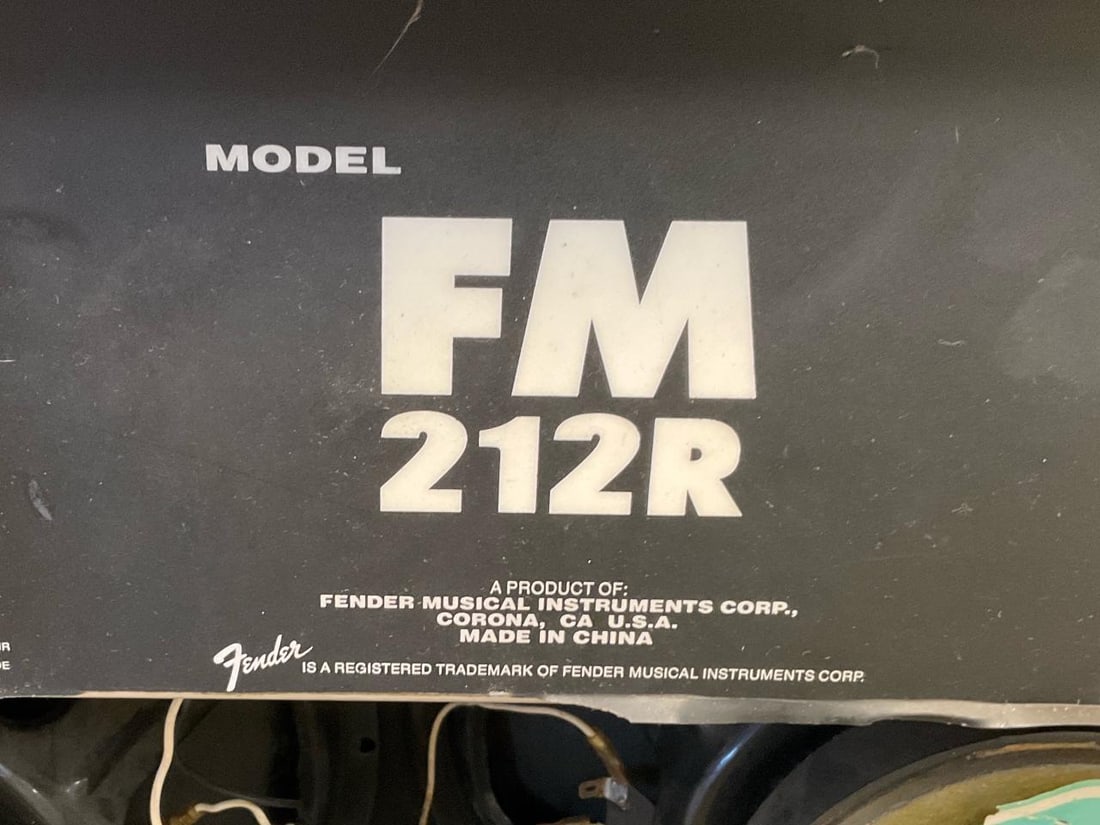 MODEL
FM
212R
A PRODUCT OF:
FENDER MUSICAL INSTRUMENTS CORP.,
CORONA, CA U.S.A.
MADE IN CHINA
Fender IS A REGISTERED TRADEMARK OF FENDER MUSICAL INSTRUMENTS CORP.